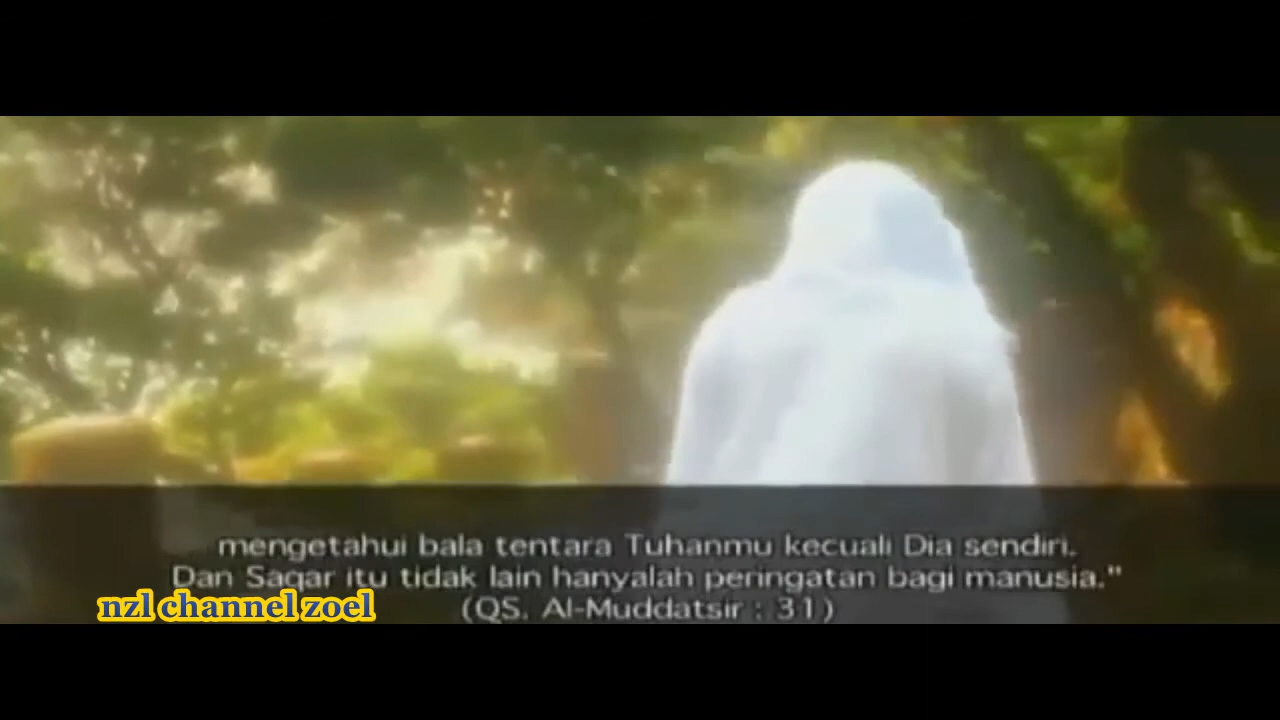 mengetahui bala tentara Tuhanmu kecuali Dia sendiri.
Dan Saqar itu tidak lain hanyalah peringatan bagi manusia."
(QS. Al-Muddatsir : 31)
nzl channel zoel